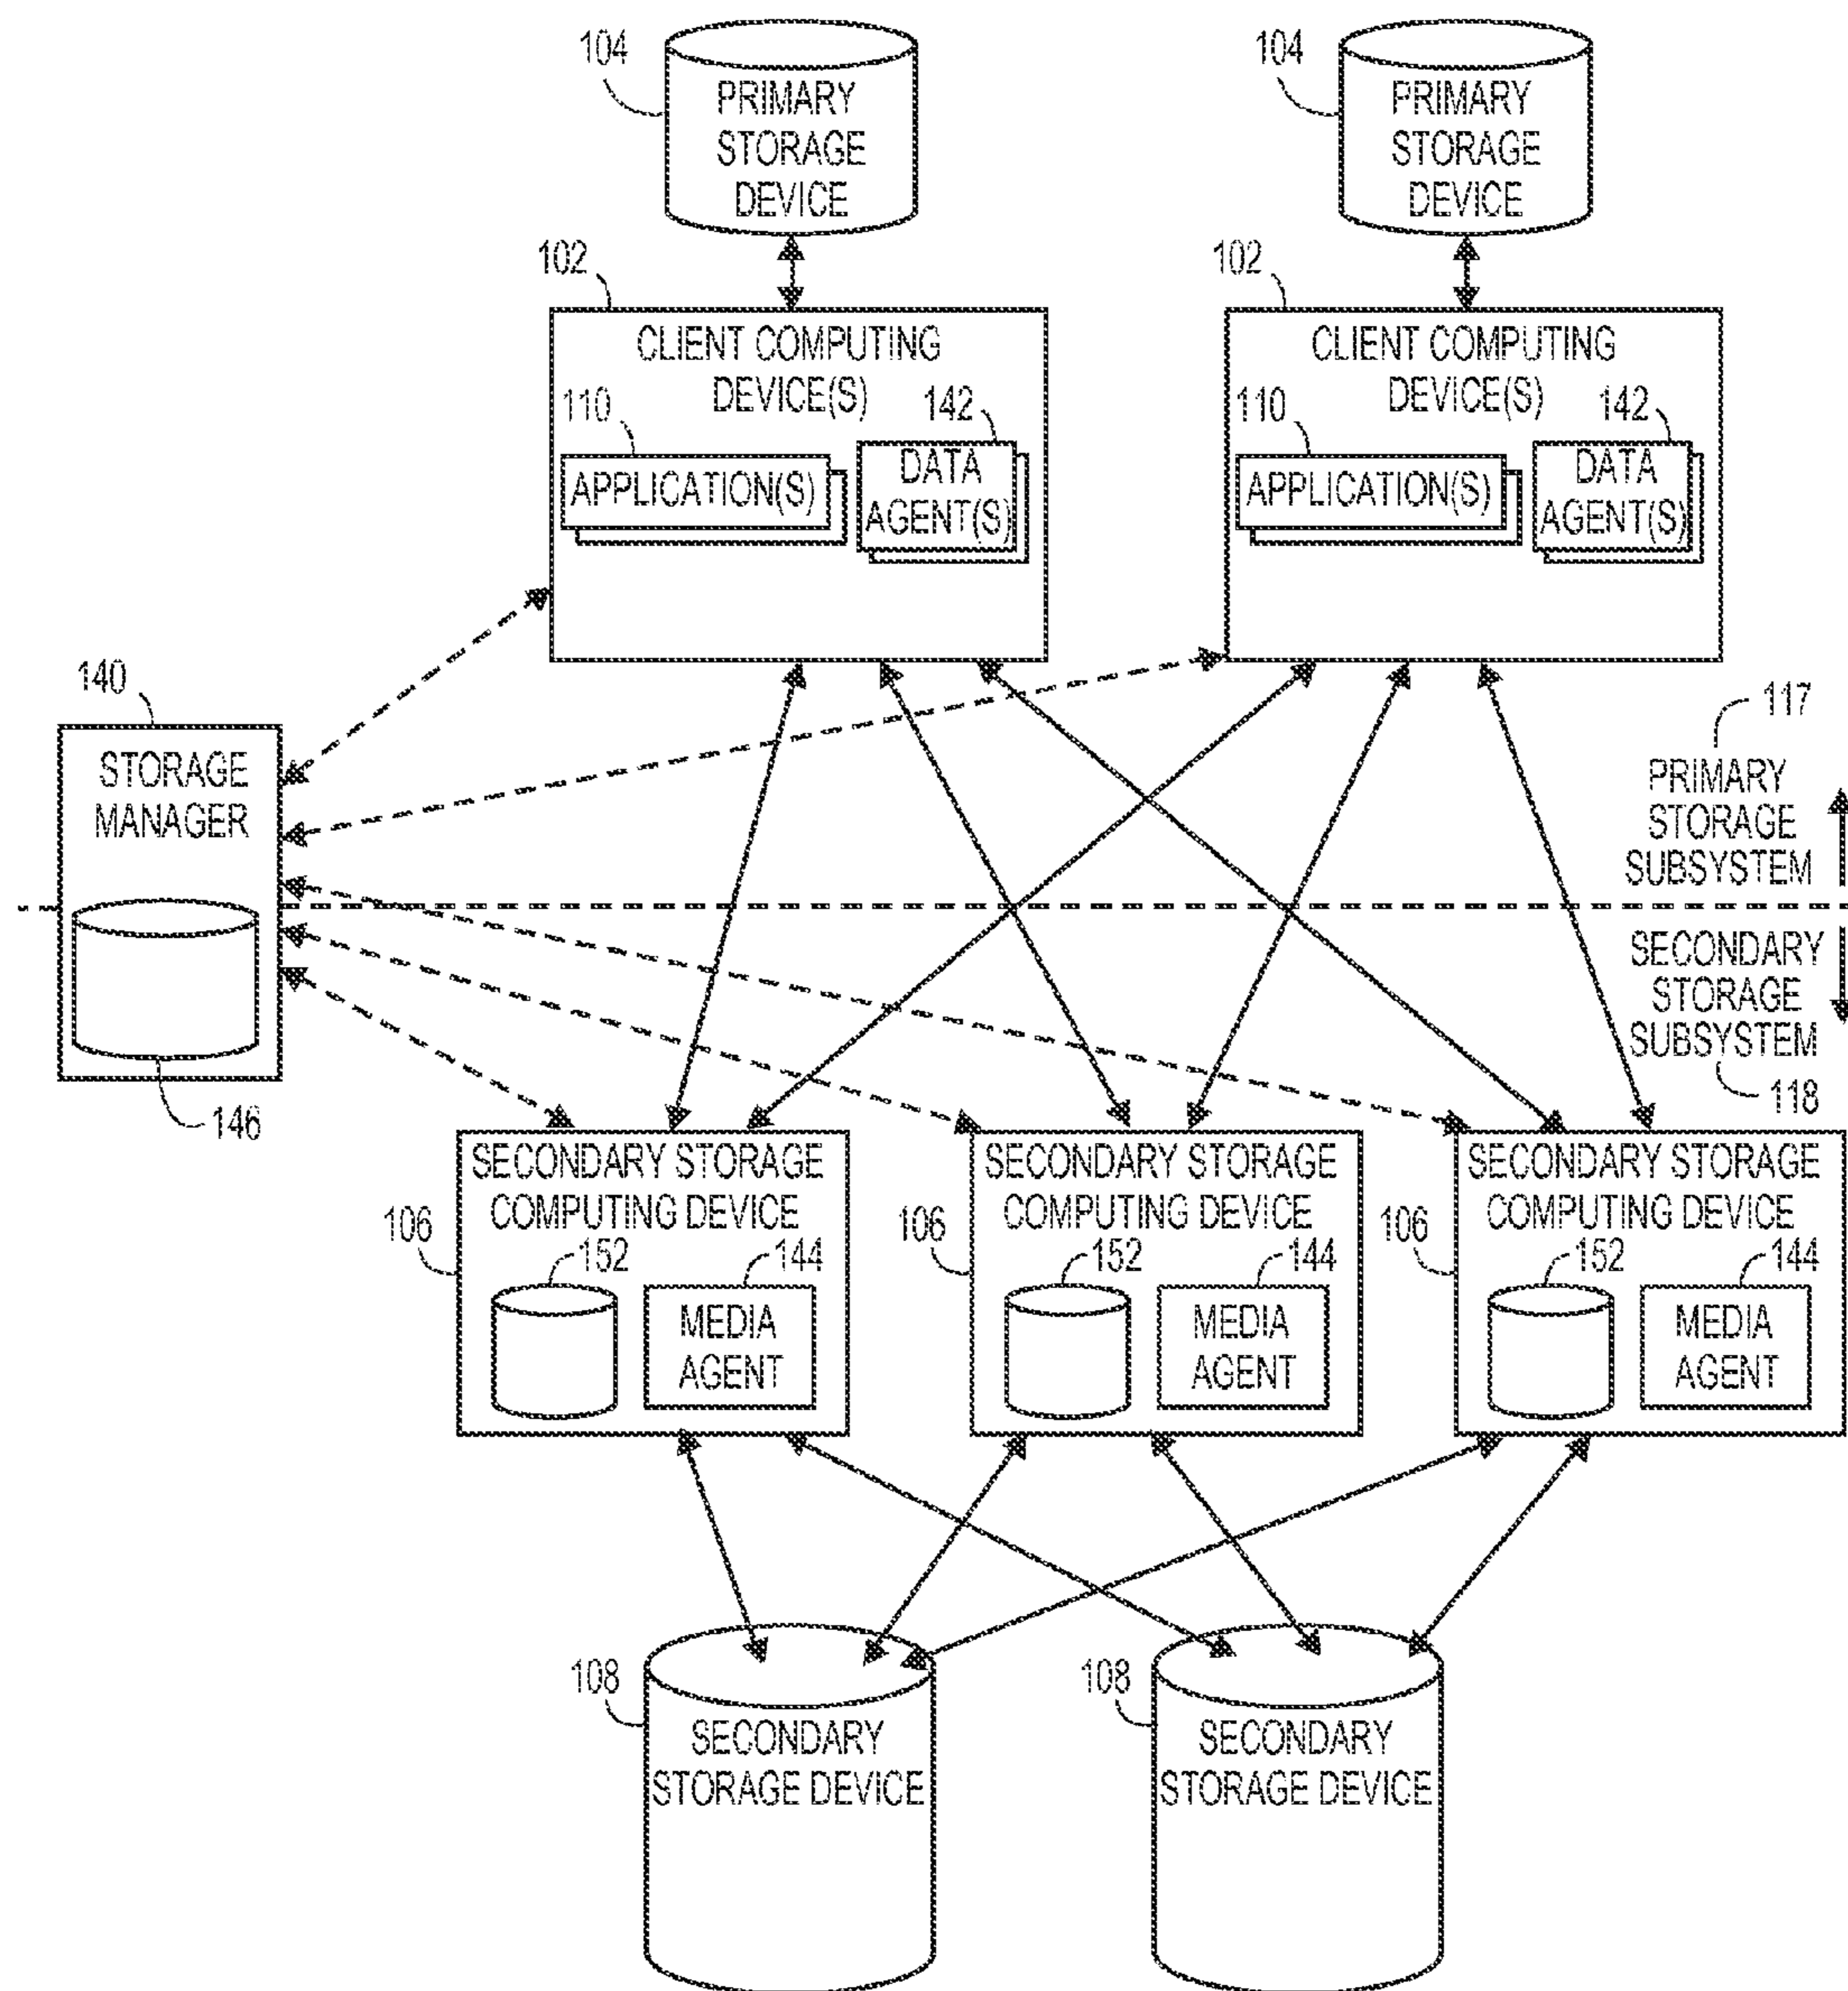 104
PRIMARY
STORAGE
DEVICE
104
PRIMARY
STORAGE
DEVICE
102
CLIENT COMPUTING
DEVICE(S)
110
142
APPLICATION(S)
DATA
AGENT(S)
102
CLIENT COMPUTING
DEVICE(S)
110
142
APPLICATION(S)
DATA
AGENT(S)
140
STORAGE
MANAGER
146
117
PRIMARY
STORAGE
SUBSYSTEM
SECONDARY
STORAGE
SUBSYSTEM
118
SECONDARY STORAGE
COMPUTING DEVICE
106
152
144
MEDIA
AGENT
SECONDARY STORAGE
COMPUTING DEVICE
106
152
144
MEDIA
AGENT
SECONDARY STORAGE
COMPUTING DEVICE
106
152
144
MEDIA
AGENT
108
SECONDARY
STORAGE DEVICE
108
SECONDARY
STORAGE DEVICE